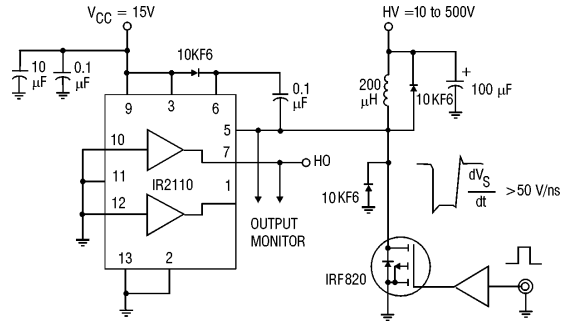 VCC = 15V
HV =10 to 500V
10KF6
10 μF
0.1 μF
0.1 μF
200 μH
10KF6
+
100 μF
9
3
6
5
10
7
HO
11
IR2110
1
12
10KF6
dVS
dt
>50 V/ns
OUTPUT
MONITOR
13
2
IRF820